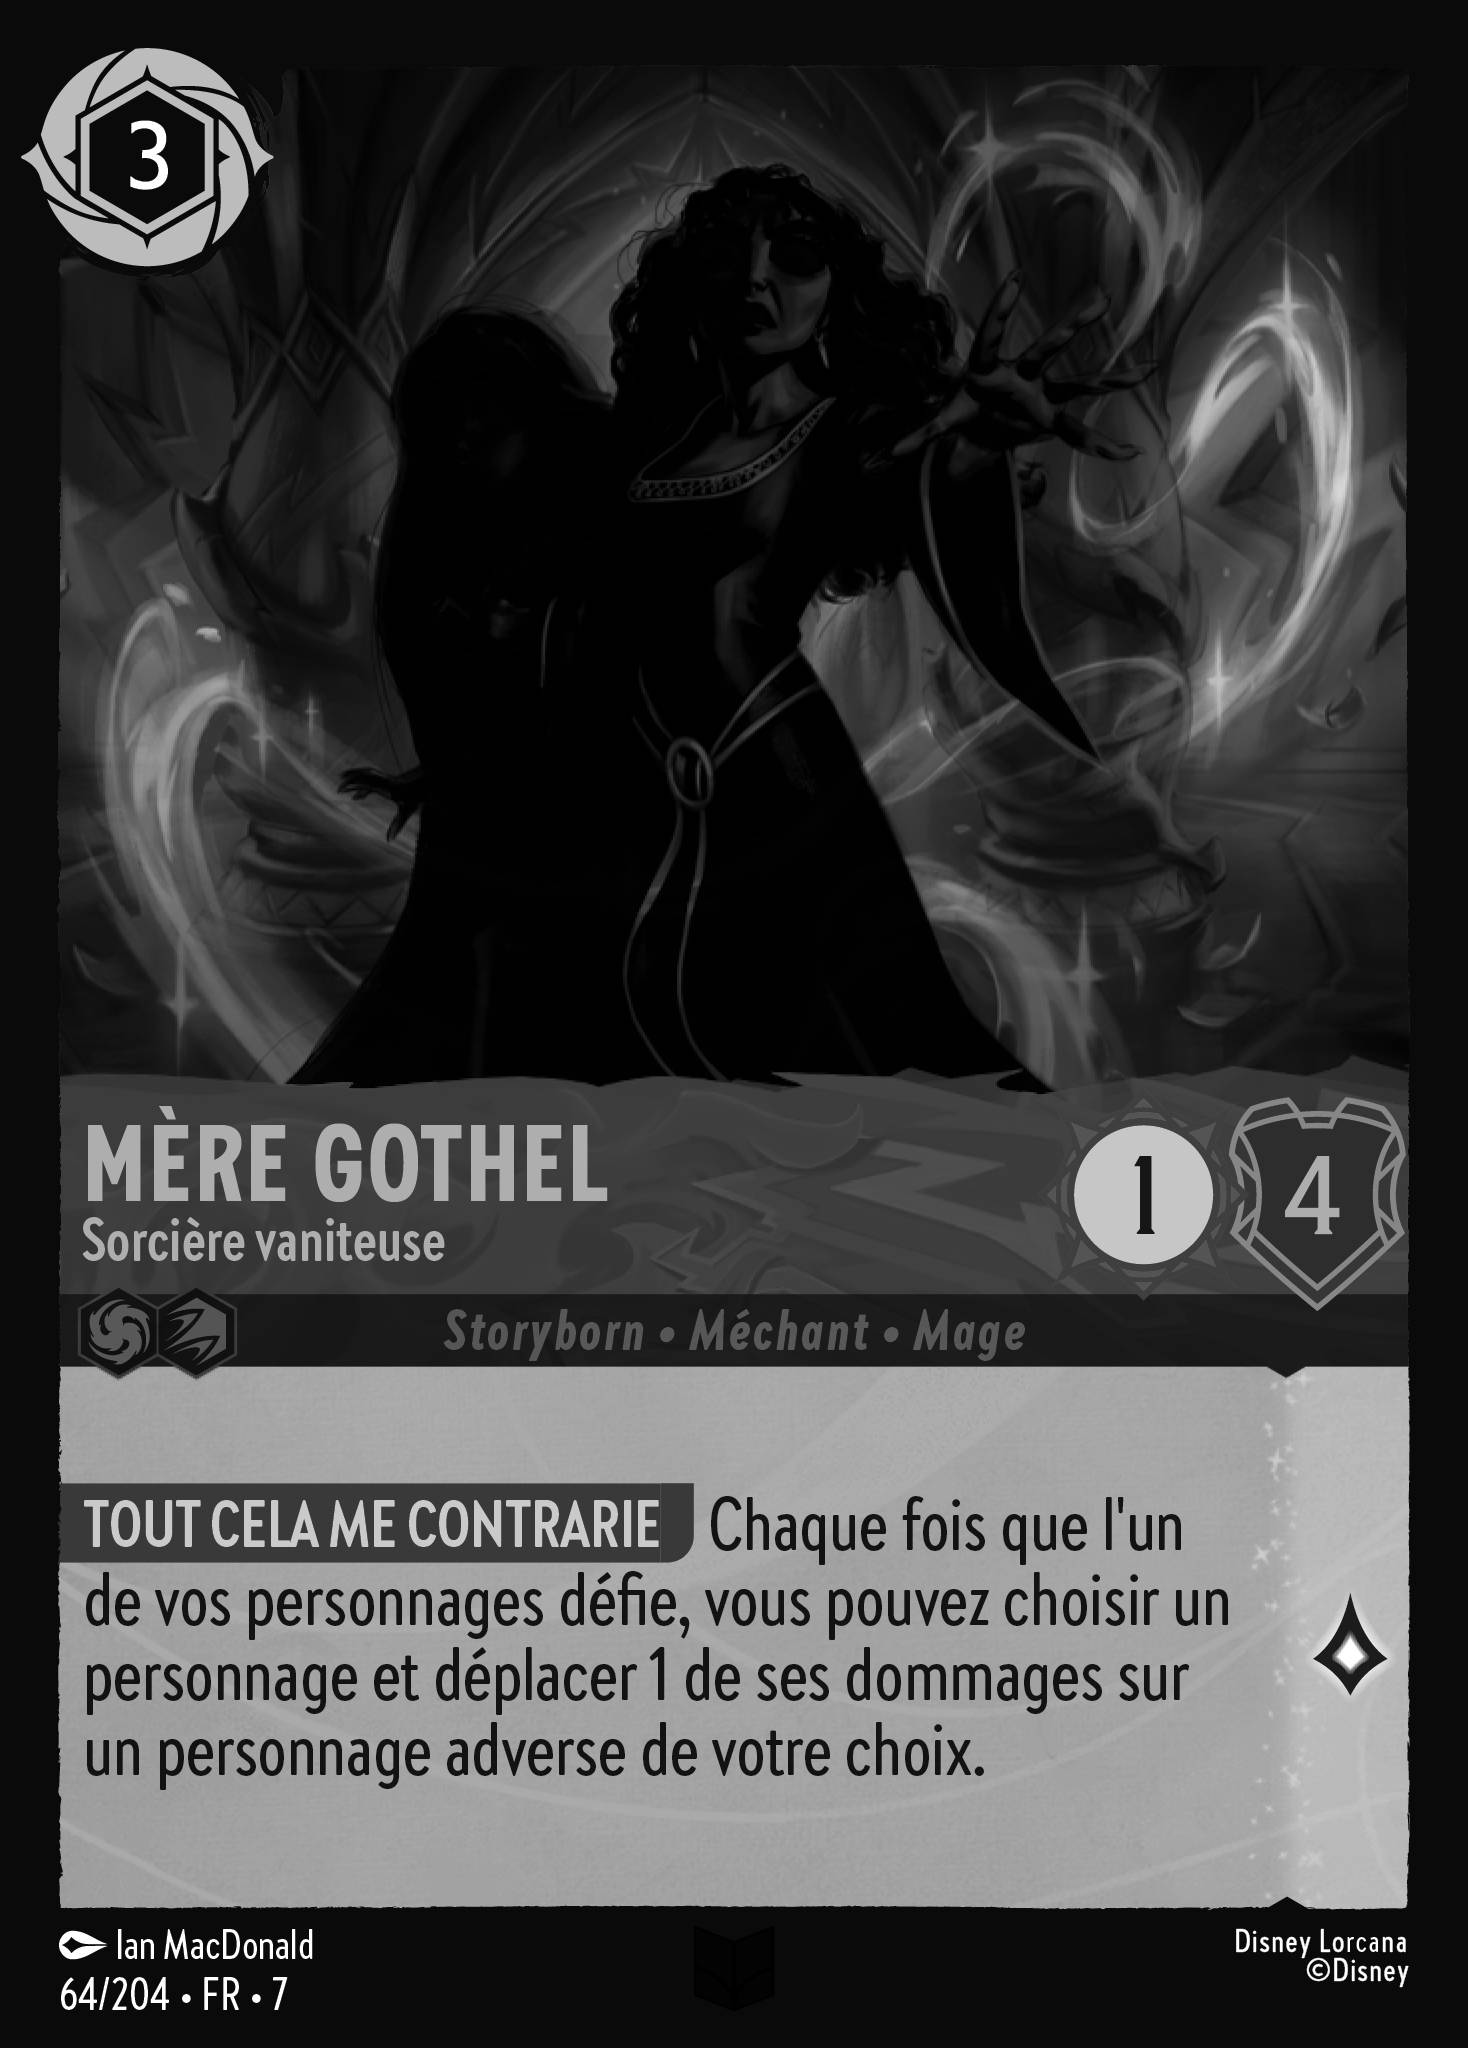 3
MÈRE GOTHEL
Sorcière vaniteuse
1
4
Storyborn • Méchant • Mage
TOUT CELA ME CONTRARIE Chaque fois que l'un
de vos personnages défie, vous pouvez choisir un
personnage et déplacer 1 de ses dommages sur
un personnage adverse de votre choix.
Ian MacDonald
64/204 • FR • 7
Disney Lorcana
©Disney